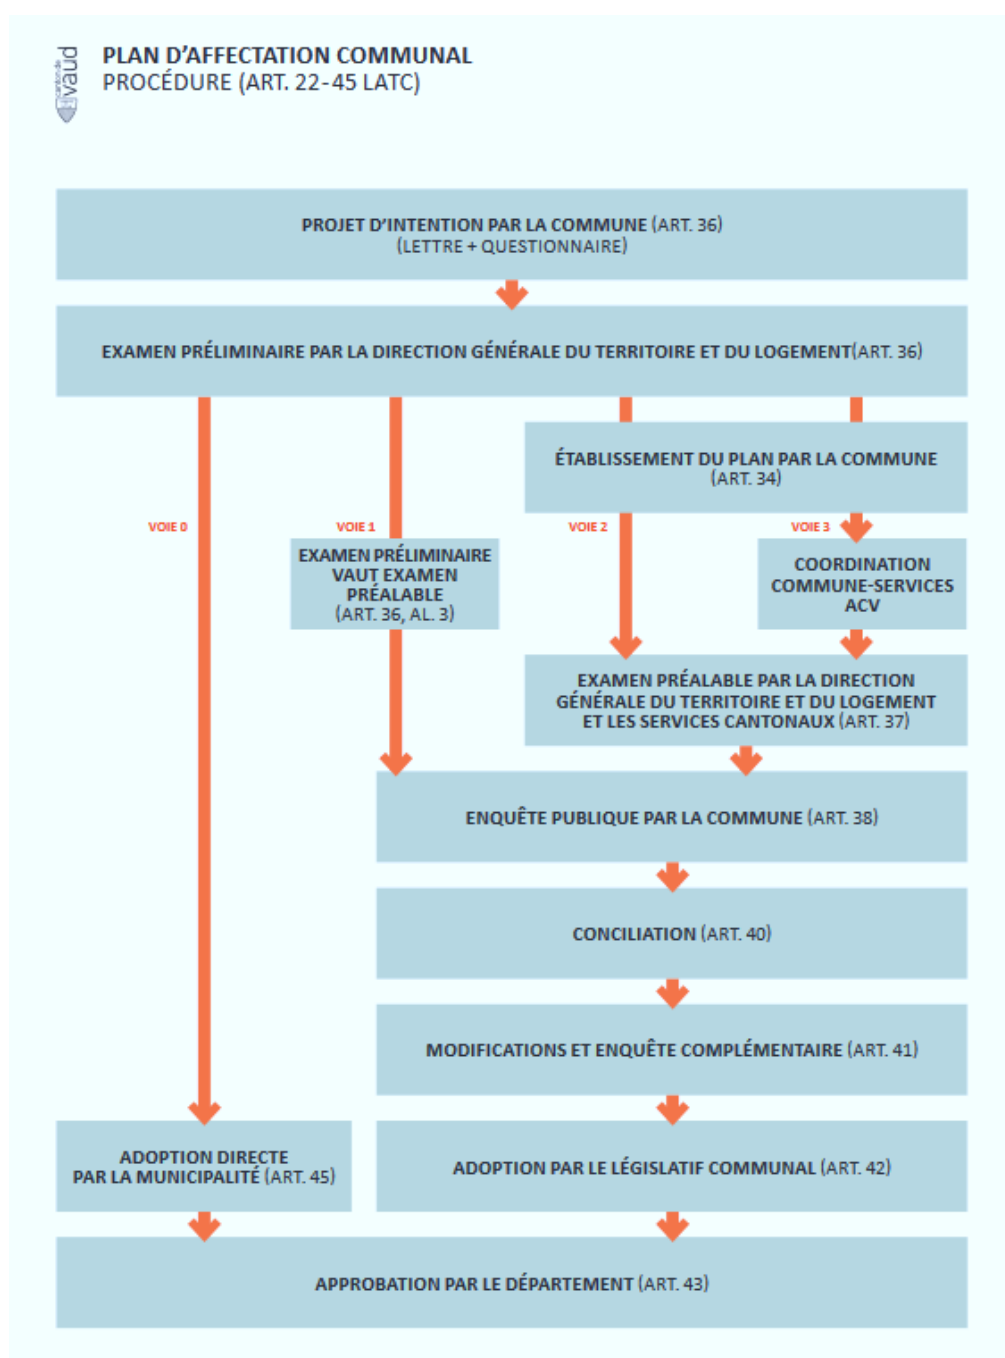 canton de
vaud
PLAN D'AFFECTATION COMMUNAL
PROCÉDURE (ART. 22-45 LATC)
PROJET D'INTENTION PAR LA COMMUNE (ART. 36)
(LETTRE + QUESTIONNAIRE)
EXAMEN PRÉLIMINAIRE PAR LA DIRECTION GÉNÉRALE DU TERRITOIRE ET DU LOGEMENT(ART. 36)
ÉTABLISSEMENT DU PLAN PAR LA COMMUNE
(ART. 34)
VOIE 0
VOIE 1
VOIE 2
VOIE 3
EXAMEN PRÉLIMINAIRE
VAUT EXAMEN
PRÉALABLE
(ART. 36, AL. 3)
COORDINATION
COMMUNE-SERVICES
ACV
EXAMEN PRÉALABLE PAR LA DIRECTION
GÉNÉRALE DU TERRITOIRE ET DU LOGEMENT
ET LES SERVICES CANTONAUX (ART. 37)
ENQUÊTE PUBLIQUE PAR LA COMMUNE (ART. 38)
CONCILIATION (ART. 40)
MODIFICATIONS ET ENQUÊTE COMPLÉMENTAIRE (ART. 41)
ADOPTION DIRECTE
PAR LA MUNICIPALITÉ (ART. 45)
ADOPTION PAR LE LÉGISLATIF COMMUNAL (ART. 42)
APPROBATION PAR LE DÉPARTEMENT (ART. 43)